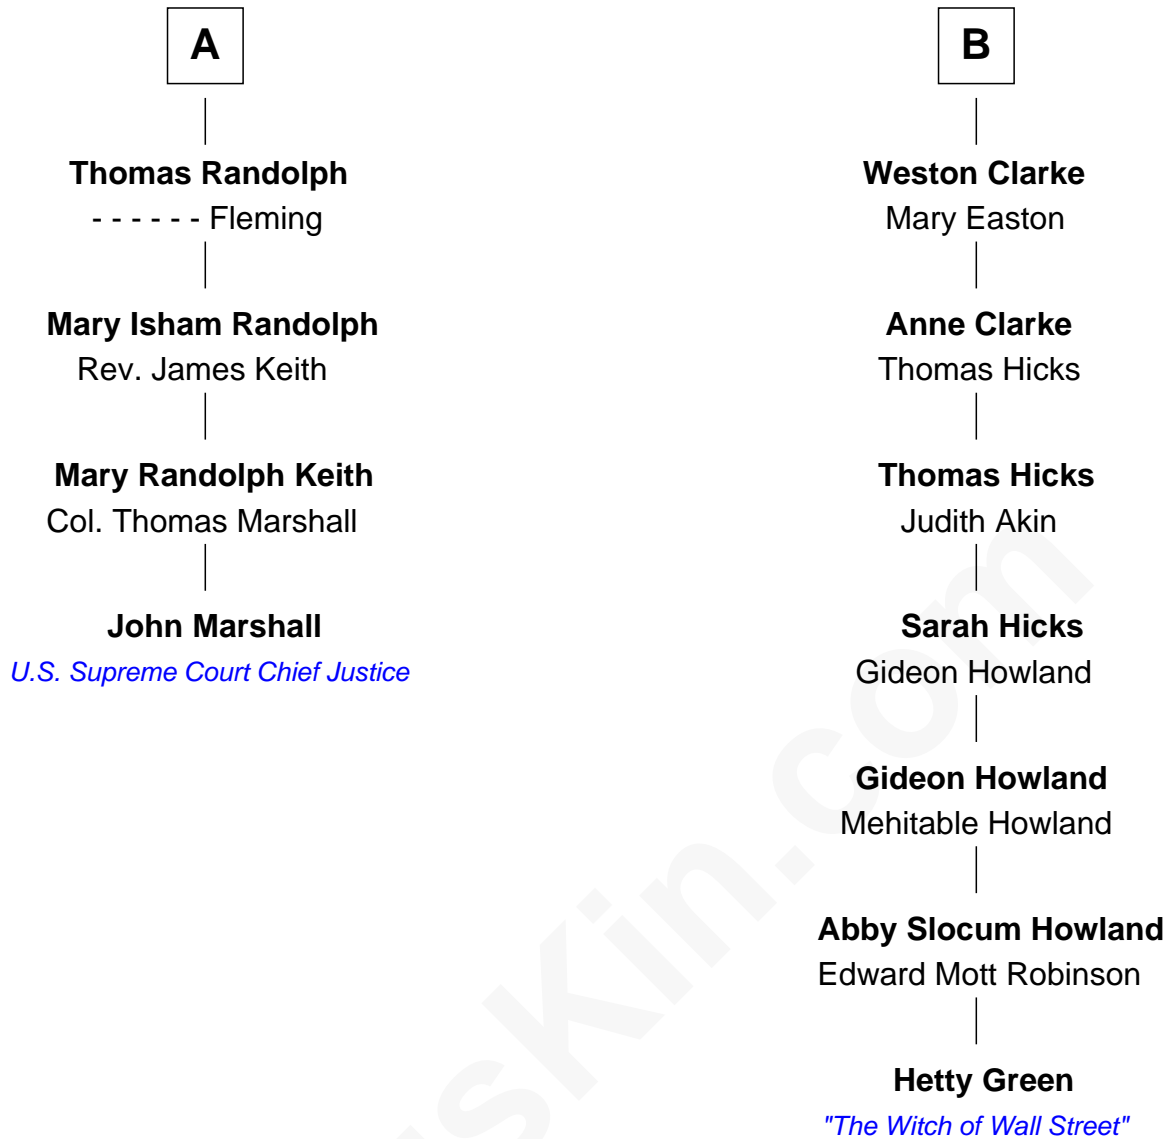 A
Thomas Randolph
- - - - - - Fleming
Mary Isham Randolph
Rev. James Keith
Mary Randolph Keith
Col. Thomas Marshall
John Marshall
U.S. Supreme Court Chief Justice
B
Weston Clarke
Mary Easton
Anne Clarke
Thomas Hicks
Thomas Hicks
Judith Akin
Sarah Hicks
Gideon Howland
Gideon Howland
Mehitable Howland
Abby Slocum Howland
Edward Mott Robinson
Hetty Green
"The Witch of Wall Street"
sKin.com